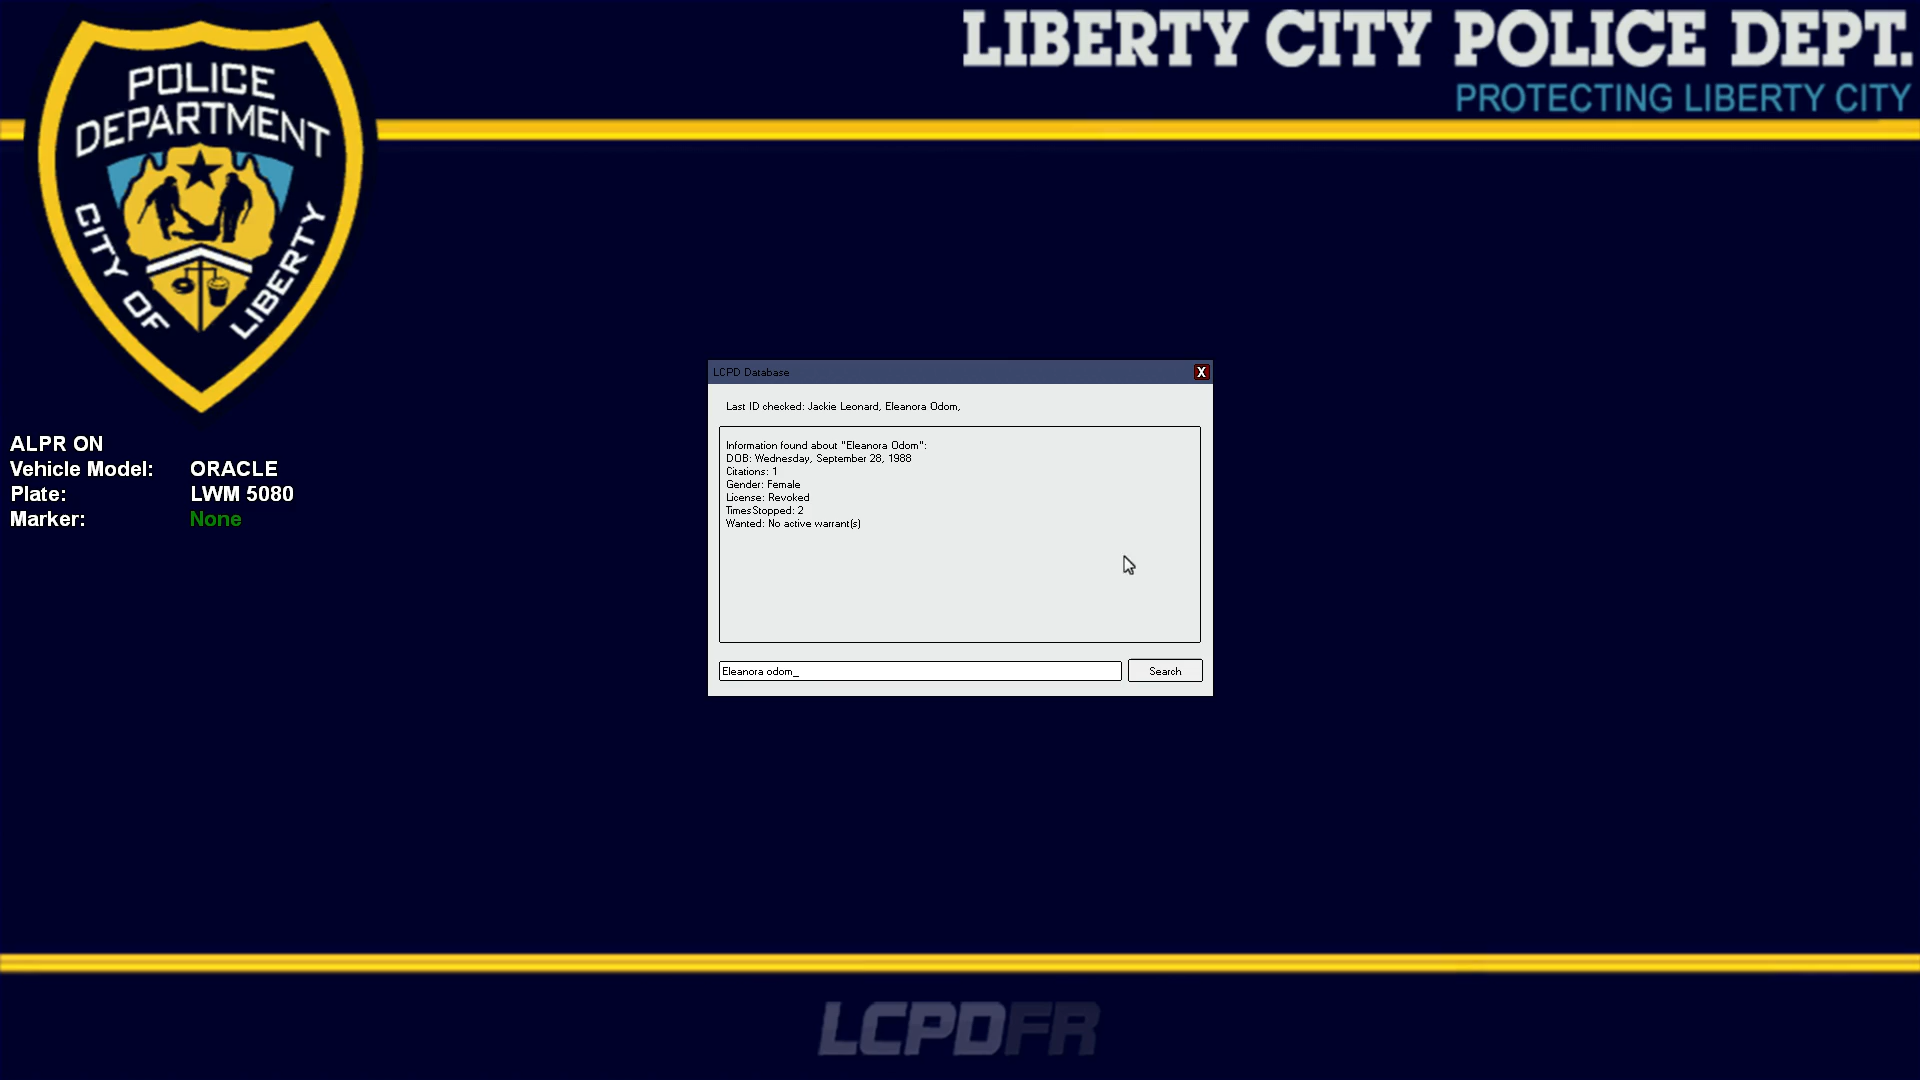 LIBERTY CITY POLICE DEPT.
PROTECTING LIBERTY CITY
POLICE
DEPARTMENT
CITY OF LIBERTY
ALPR ON
Vehicle Model: ORACLE
Plate: LWM 5080
Marker: None
LCPD Database X
Last ID checked: Jackie Leonard, Eleanora Odom,
Information found about "Eleanora Odom":
DOB: Wednesday, September 28, 1988
Citations: 1
Gender: Female
License: Revoked
TimesStopped: 2
Wanted: No active warrant(s)
Eleanora odom_ Search
LCPDFR